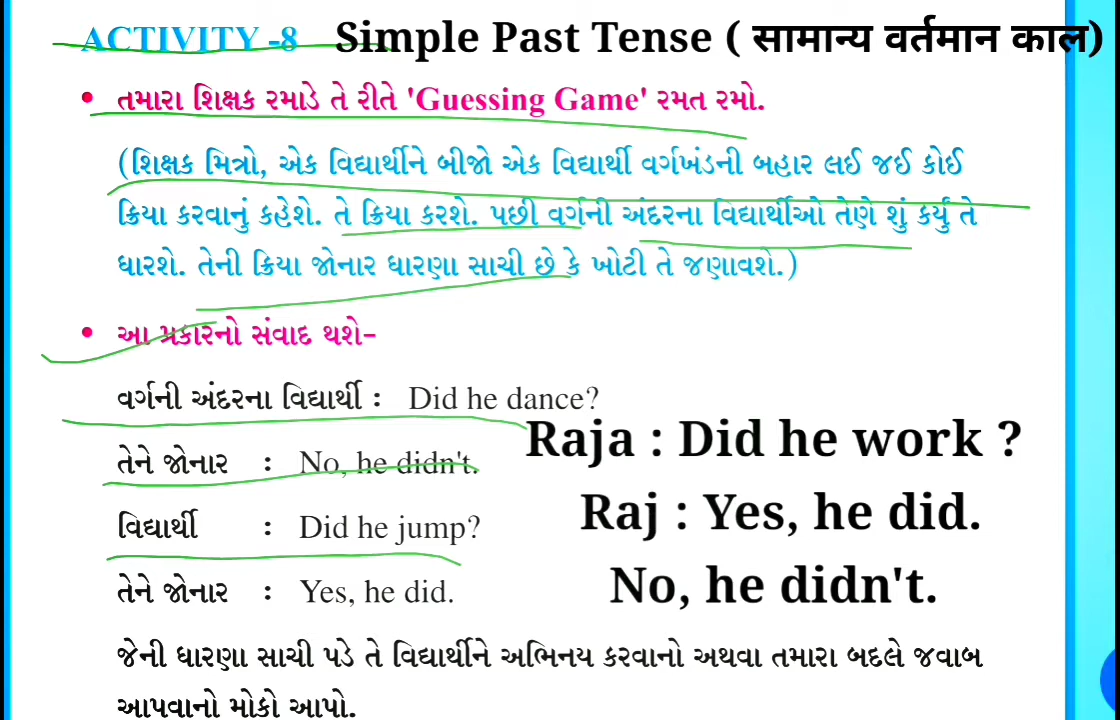 ACTIVITY -8 Simple Past Tense ( सामान्य वर्तमान काल)
• તમારા શિક્ષક રમાડે તે રીતે 'Guessing Game' રમત રમો.
(શિક્ષક મિત્રો, એક વિદ્યાર્થીને બીજો એક વિદ્યાર્થી વર્ગખંડની બહાર લઈ જઈ કોઈ
ક્રિયા કરવાનું કહેશે. તે ક્રિયા કરશે. પછી વર્ગની અંદરના વિદ્યાર્થીઓ તેણે શું કર્યું તે
ધારશે. તેની ક્રિયા જોનાર ધારણા સાચી છે કે ખોટી તે જણાવશે.)
• આ પ્રકારનો સંવાદ થશે-
વર્ગની અંદરના વિદ્યાર્થી : Did he dance?
Raja : Did he work ?
તેને જોનાર : No, he didn't.
Raj : Yes, he did.
વિદ્યાર્થી : Did he jump?
No, he didn't.
તેને જોનાર : Yes, he did.
જેની ધારણા સાચી પડે તે વિદ્યાર્થીને અભિનય કરવાનો અથવા તમારા બદલે જવાબ
આપવાનો મોકો આપો.